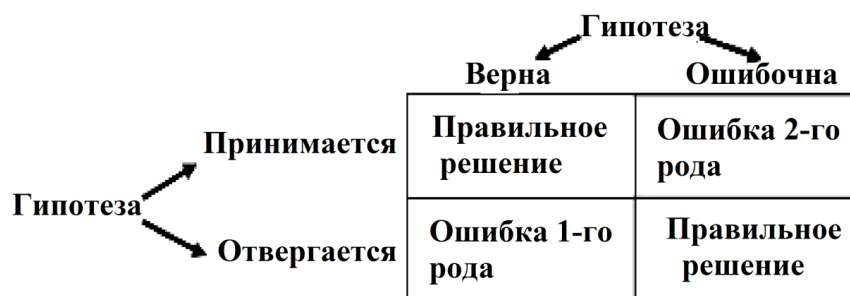 Гипотеза
Верна Ошибочна
Принимается
Правильное
решение
Ошибка 2-го
рода
Гипотеза
Отвергается
Ошибка 1-го
рода
Правильное
решение